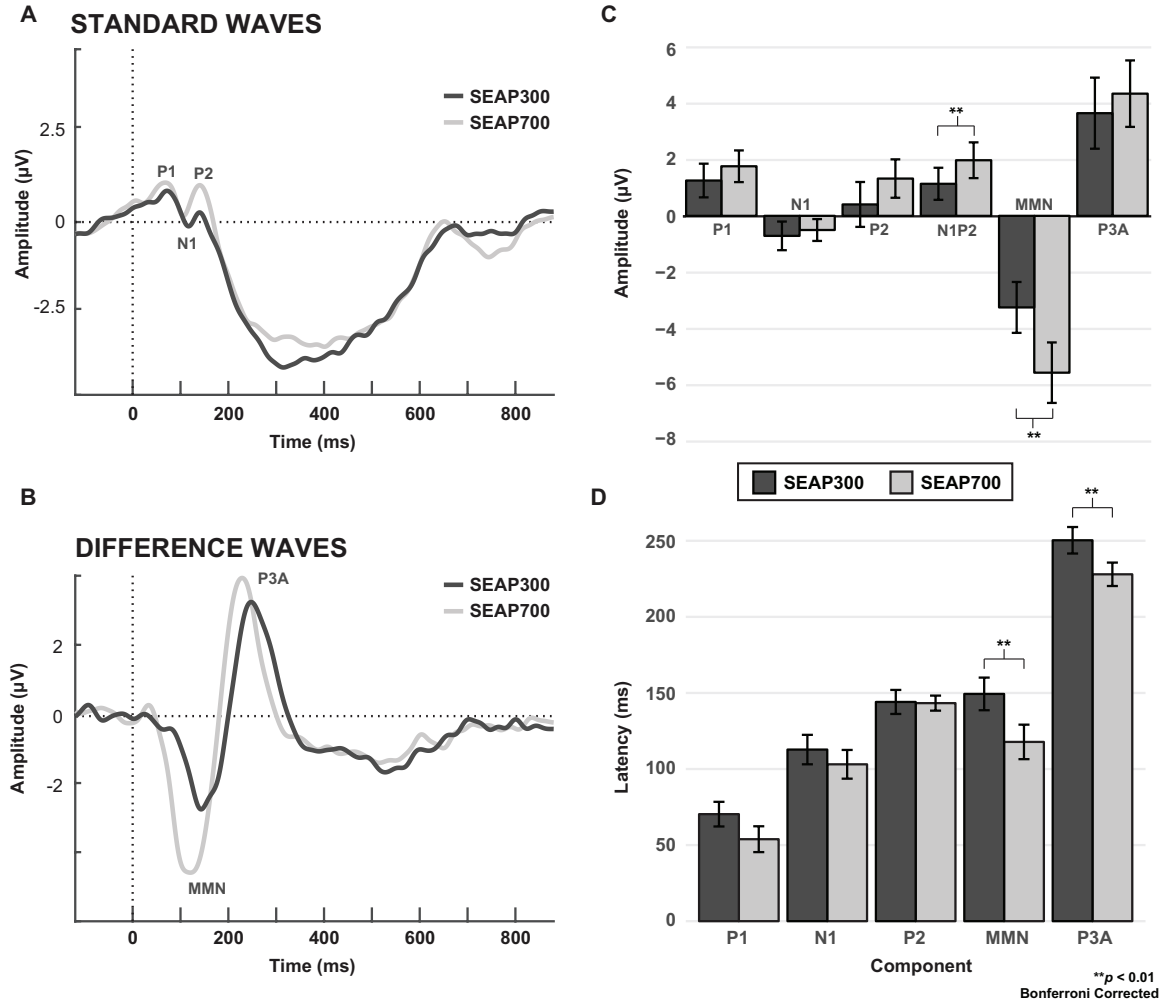 A
STANDARD WAVES
SEAP300
SEAP700
2.5
0
-2.5
Amplitude (µV)
P1
P2
N1
0
200
400
600
800
Time (ms)
B
DIFFERENCE WAVES
SEAP300
SEAP700
2
0
-2
Amplitude (µV)
P3A
MMN
0
200
400
600
800
Time (ms)
C
6
4
2
0
−2
−4
−6
−8
Amplitude (µV)
P1
N1
P2
**
N1P2
MMN
**
P3A
SEAP300
SEAP700
D
250
200
150
100
50
0
Latency (ms)
**
**
P1
N1
P2
MMN
P3A
Component
**p < 0.01
Bonferroni Corrected